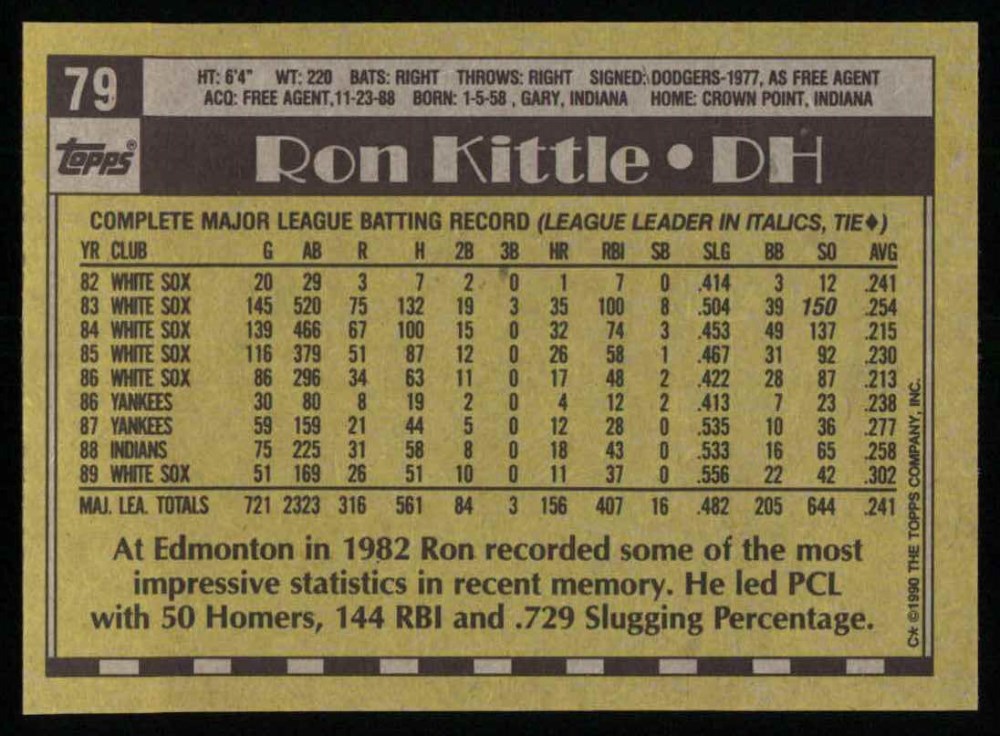 79
HT: 6'4" WT: 220 BATS: RIGHT THROWS: RIGHT SIGNED: DODGERS-1977, AS FREE AGENT
ACQ: FREE AGENT, 11-23-88 BORN: 1-5-58 , GARY, INDIANA HOME: CROWN POINT, INDIANA
topps®
Ron Kittle • DH
COMPLETE MAJOR LEAGUE BATTING RECORD (LEAGUE LEADER IN ITALICS, TIE♦)
YR CLUB G AB R H 2B 3B HR RBI SB SLG BB SO AVG
82 WHITE SOX 20 29 3 7 2 0 1 7 0 .414 3 12 .241
83 WHITE SOX 145 520 75 132 19 3 35 100 8 .504 39 150 .254
84 WHITE SOX 139 466 67 100 15 0 32 74 3 .453 49 137 .215
85 WHITE SOX 116 379 51 87 12 0 26 58 1 .467 31 92 .230
86 WHITE SOX 86 296 34 63 11 0 17 48 2 .422 28 87 .213
86 YANKEES 30 80 8 19 2 0 4 12 2 .413 7 23 .238
87 YANKEES 59 159 21 44 5 0 12 28 0 .535 10 36 .277
88 INDIANS 75 225 31 58 8 0 18 43 0 .533 16 65 .258
89 WHITE SOX 51 169 26 51 10 0 11 37 0 .556 22 42 .302
MAJ. LEA. TOTALS 721 2323 316 561 84 3 156 407 16 .482 205 644 .241
At Edmonton in 1982 Ron recorded some of the most
impressive statistics in recent memory. He led PCL
with 50 Homers, 144 RBI and .729 Slugging Percentage.
C* ©1990 THE TOPPS COMPANY, INC.